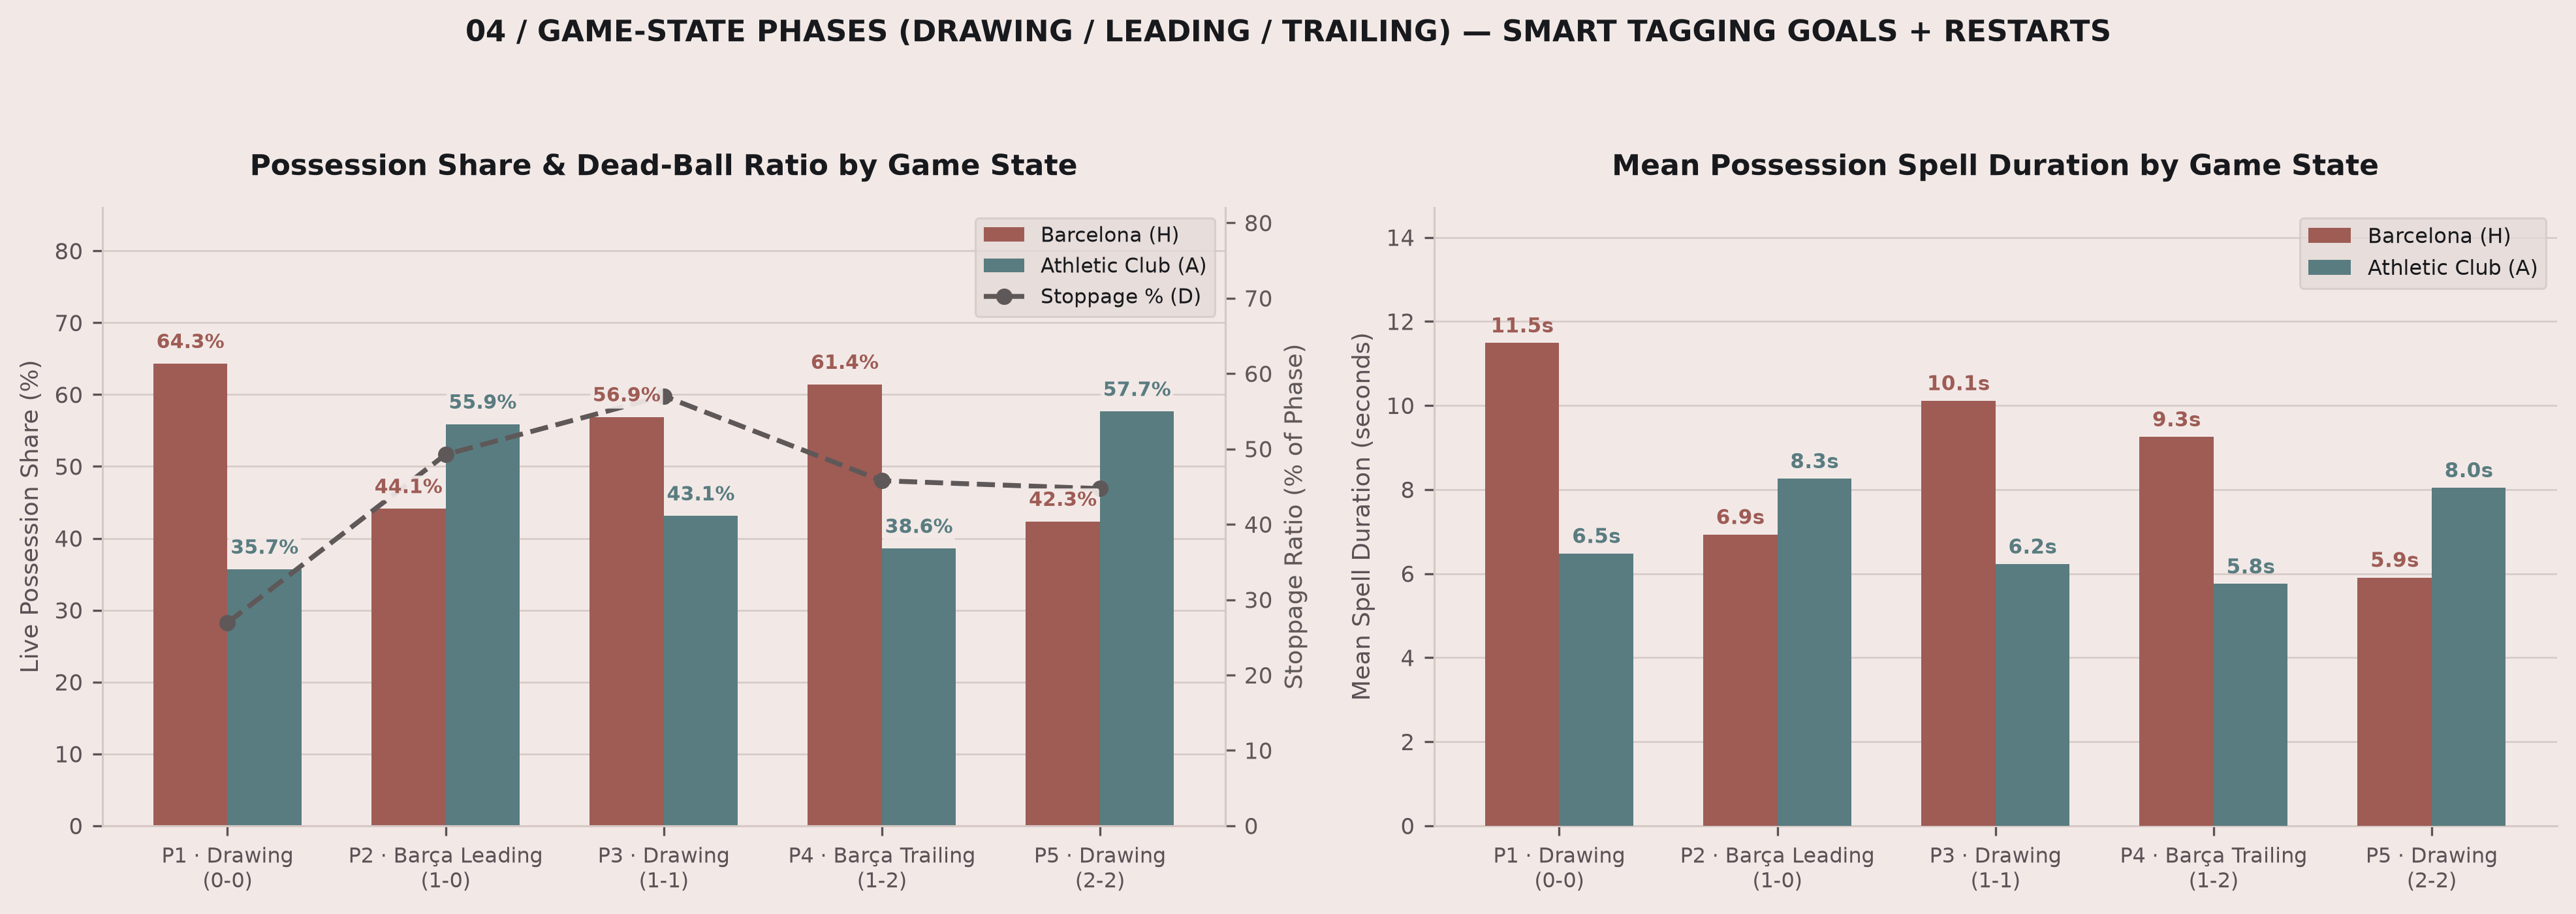 04 / GAME-STATE PHASES (DRAWING / LEADING / TRAILING) — SMART TAGGING GOALS + RESTARTS
Possession Share & Dead-Ball Ratio by Game State
Live Possession Share (%)
80
70
60
50
40
30
20
10
0
64.3%
35.7%
44.1%
55.9%
56.9%
43.1%
61.4%
38.6%
42.3%
57.7%
Barcelona (H)
Athletic Club (A)
Stoppage % (D)
80
70
60
50
40
30
20
10
0
Stoppage Ratio (% of Phase)
P1 · Drawing
(0-0)
P2 · Barça Leading
(1-0)
P3 · Drawing
(1-1)
P4 · Barça Trailing
(1-2)
P5 · Drawing
(2-2)
Mean Possession Spell Duration by Game State
Mean Spell Duration (seconds)
14
12
10
8
6
4
2
0
11.5s
6.5s
6.9s
8.3s
10.1s
6.2s
9.3s
5.8s
5.9s
8.0s
Barcelona (H)
Athletic Club (A)
P1 · Drawing
(0-0)
P2 · Barça Leading
(1-0)
P3 · Drawing
(1-1)
P4 · Barça Trailing
(1-2)
P5 · Drawing
(2-2)